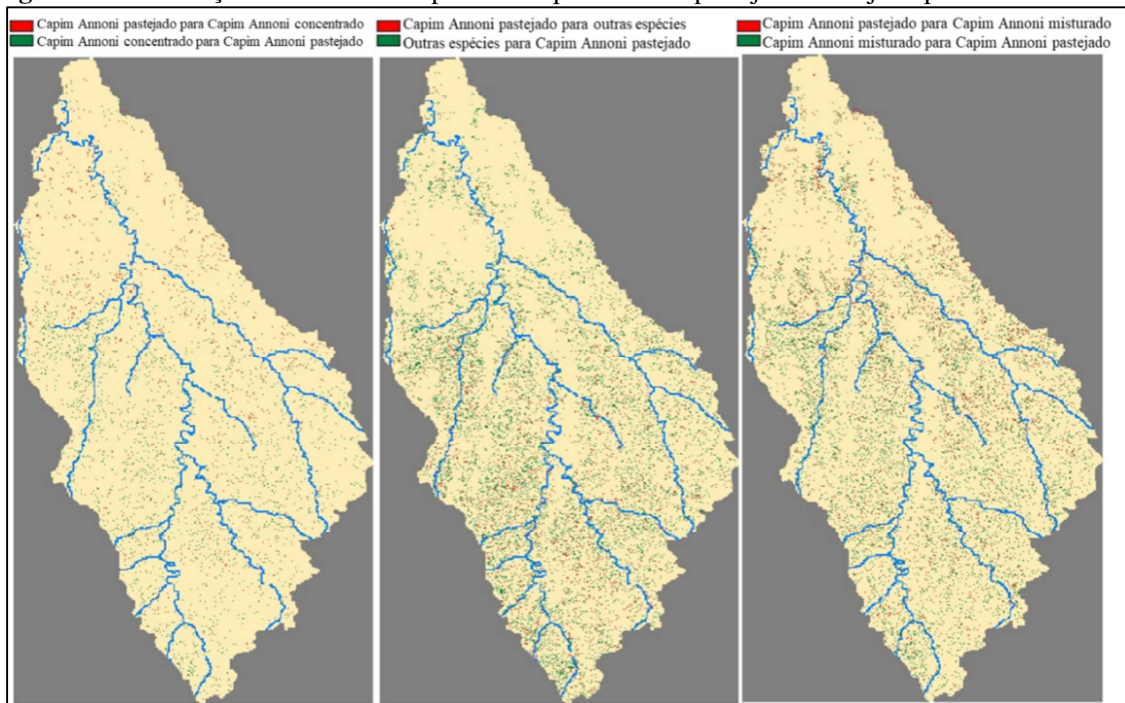 Capim Annoni pastejado para Capim Annoni concentrado
Capim Annoni concentrado para Capim Annoni pastejado
Capim Annoni pastejado para outras espécies
Outras espécies para Capim Annoni pastejado
Capim Annoni pastejado para Capim Annoni misturado
Capim Annoni misturado para Capim Annoni pastejado